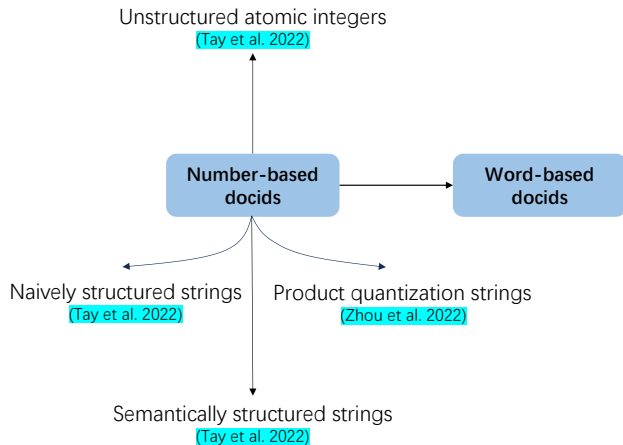 Unstructured atomic integers
(Tay et al. 2022)
Number-based
docids
Word-based
docids
Naively structured strings
(Tay et al. 2022)
Product quantization strings
(Zhou et al. 2022)
Semantically structured strings
(Tay et al. 2022)